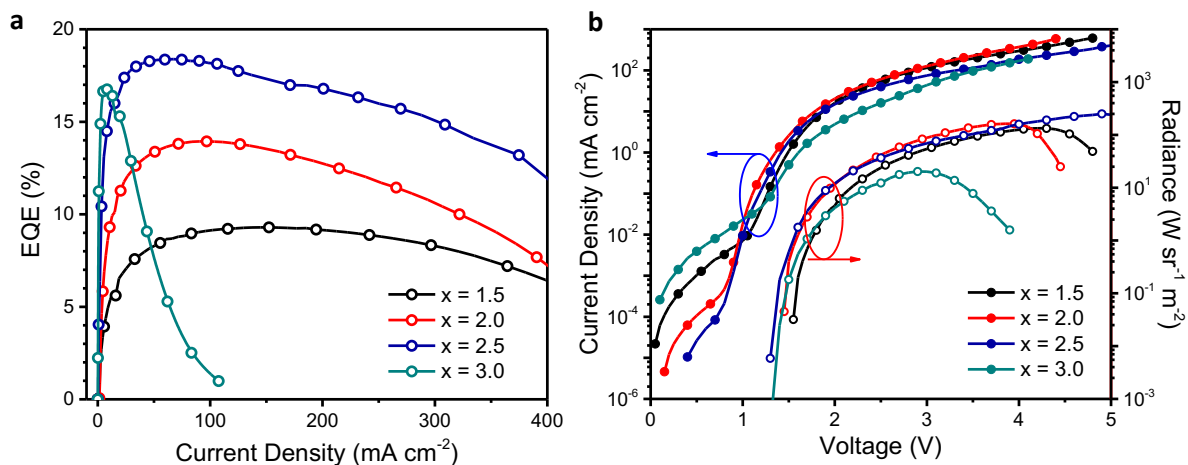 a
20
15
10
5
0
EQE (%)
0 100 200 300 400
Current Density (mA cm⁻²)
x = 1.5
x = 2.0
x = 2.5
x = 3.0
b
10²
10⁰
10⁻²
10⁻⁴
10⁻⁶
Current Density (mA cm⁻²)
0 1 2 3 4 5
Voltage (V)
x = 1.5
x = 2.0
x = 2.5
x = 3.0
10³
10¹
10⁻¹
10⁻³
Radiance (W sr⁻¹ m⁻²)